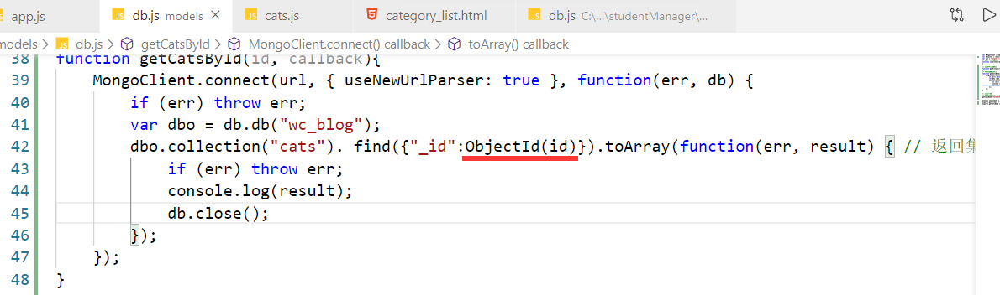 app.js db.js models cats.js category_list.html db.js C:\...\studentManager\...
models > db.js > getCatsById > MongoClient.connect() callback > toArray() callback
38 function getCatsById(id, callback){
39 MongoClient.connect(url, { useNewUrlParser: true }, function(err, db) {
40 if (err) throw err;
41 var dbo = db.db("wc_blog");
42 dbo.collection("cats"). find({"_id":ObjectId(id)}).toArray(function(err, result) { // 返回集
43 if (err) throw err;
44 console.log(result);
45 db.close();
46 });
47 });
48 }